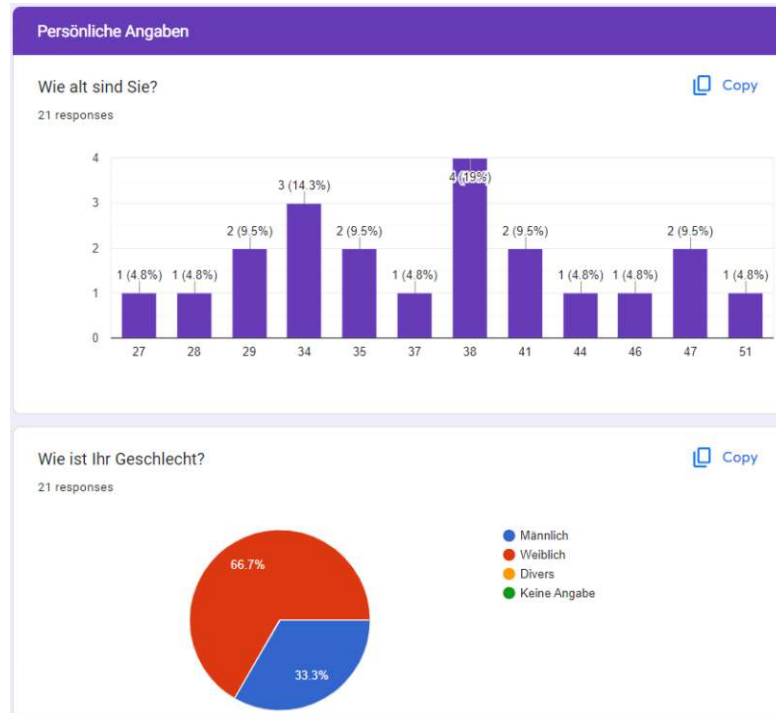 Persönliche Angaben
Wie alt sind Sie?
Copy
21 responses
4
3
2
1
0
1 (4.8%)
1 (4.8%)
2 (9.5%)
3 (14.3%)
2 (9.5%)
1 (4.8%)
4 (19%)
2 (9.5%)
1 (4.8%)
1 (4.8%)
2 (9.5%)
1 (4.8%)
27 28 29 34 35 37 38 41 44 46 47 51
Wie ist Ihr Geschlecht?
Copy
21 responses
66.7%
33.3%
Männlich
Weiblich
Divers
Keine Angabe